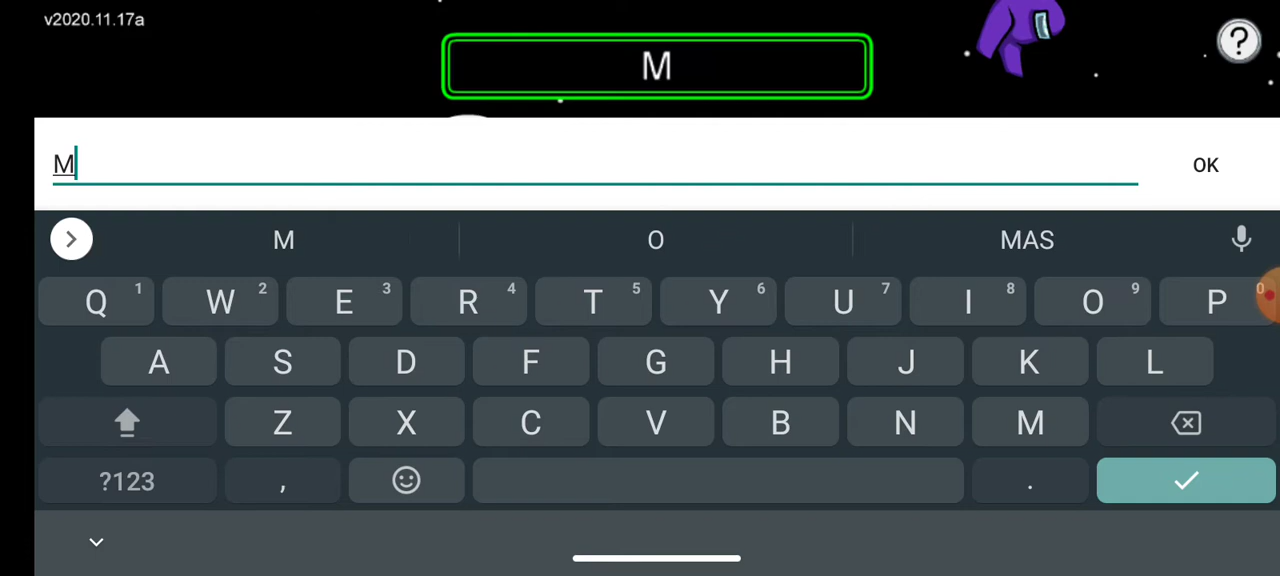 v2020.11.17a
M
?
M
OK
M O MAS
Q 1 W 2 E 3 R 4 T 5 Y 6 U 7 I 8 O 9 P 0
A S D F G H J K L
Z X C V B N M
?123 , .